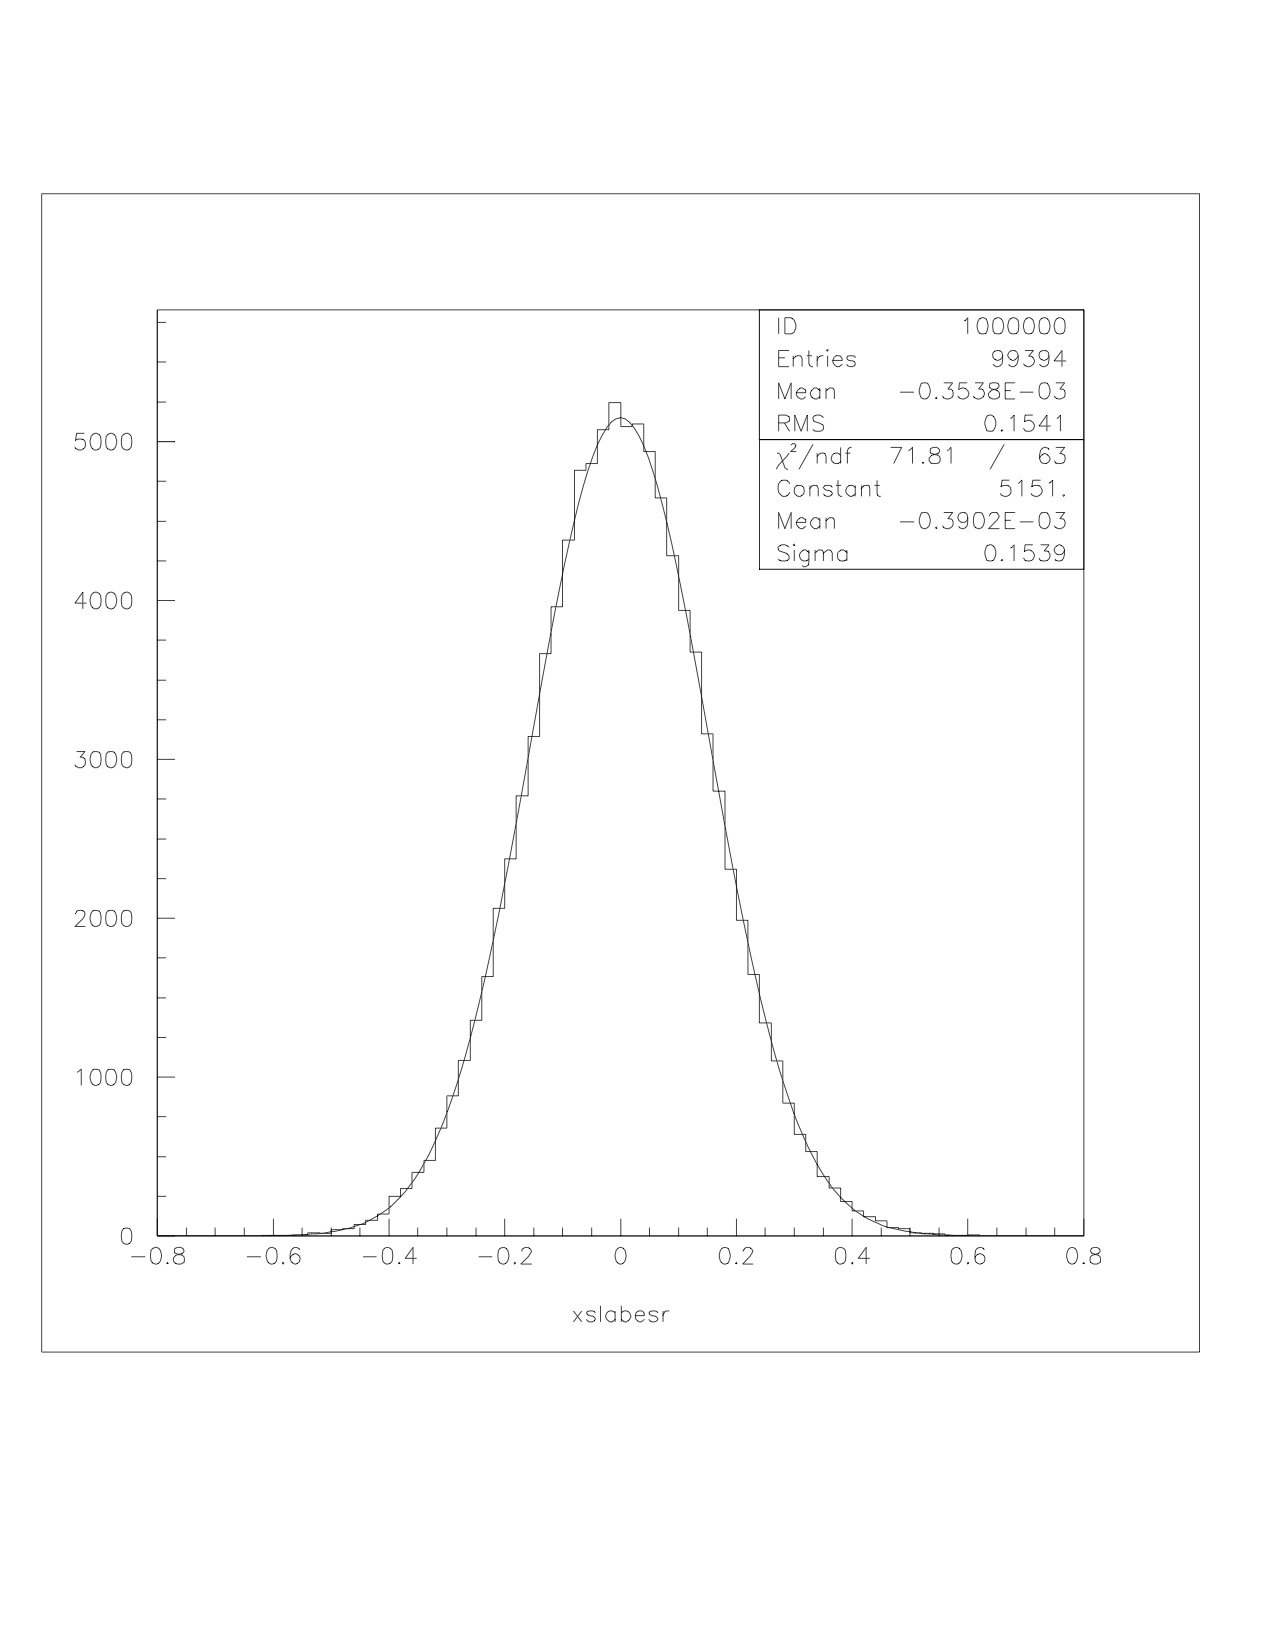 ID 1000000
Entries 99394
Mean −0.3538E−03
RMS 0.1541
χ²/ndf 71.81 / 63
Constant 5151.
Mean −0.3902E−03
Sigma 0.1539
5000
4000
3000
2000
1000
0
−0.8 −0.6 −0.4 −0.2 0 0.2 0.4 0.6 0.8
xslabesr